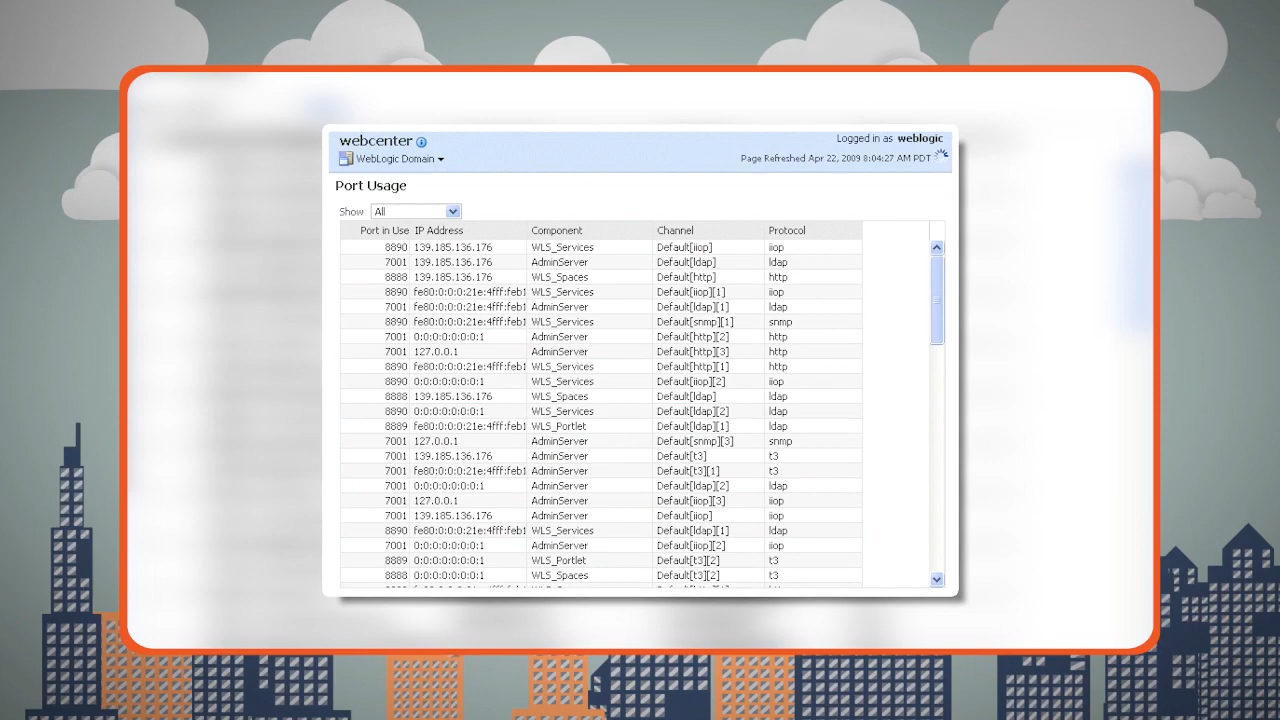 webcenter
Logged in as weblogic
WebLogic Domain
Page Refreshed Apr 22, 2009 8:04:27 AM PDT
Port Usage
Show All
Port in Use IP Address Component Channel Protocol
8890 139.185.136.176 WLS_Services Default[iiop] iiop
7001 139.185.136.176 AdminServer Default[ldap] ldap
8888 139.185.136.176 WLS_Spaces Default[http] http
8890 fe80:0:0:0:21e:4fff:feb1 WLS_Services Default[iiop][1] iiop
7001 fe80:0:0:0:21e:4fff:feb1 AdminServer Default[ldap][1] ldap
8890 fe80:0:0:0:21e:4fff:feb1 WLS_Services Default[snmp][1] snmp
7001 0:0:0:0:0:0:0:1 AdminServer Default[http][2] http
7001 127.0.0.1 AdminServer Default[http][3] http
8890 fe80:0:0:0:21e:4fff:feb1 WLS_Services Default[http][1] http
8890 0:0:0:0:0:0:0:1 WLS_Services Default[iiop][2] iiop
8888 139.185.136.176 WLS_Spaces Default[ldap] ldap
8890 0:0:0:0:0:0:0:1 WLS_Services Default[ldap][2] ldap
8889 fe80:0:0:0:21e:4fff:feb1 WLS_Portlet Default[ldap][1] ldap
7001 127.0.0.1 AdminServer Default[snmp][3] snmp
7001 139.185.136.176 AdminServer Default[t3] t3
7001 fe80:0:0:0:21e:4fff:feb1 AdminServer Default[t3][1] t3
7001 0:0:0:0:0:0:0:1 AdminServer Default[ldap][2] ldap
7001 127.0.0.1 AdminServer Default[iiop][3] iiop
7001 139.185.136.176 AdminServer Default[iiop] iiop
8890 fe80:0:0:0:21e:4fff:feb1 WLS_Services Default[ldap][1] ldap
7001 0:0:0:0:0:0:0:1 AdminServer Default[iiop][2] iiop
8889 0:0:0:0:0:0:0:1 WLS_Portlet Default[t3][2] t3
8888 0:0:0:0:0:0:0:1 WLS_Spaces Default[t3][2] t3